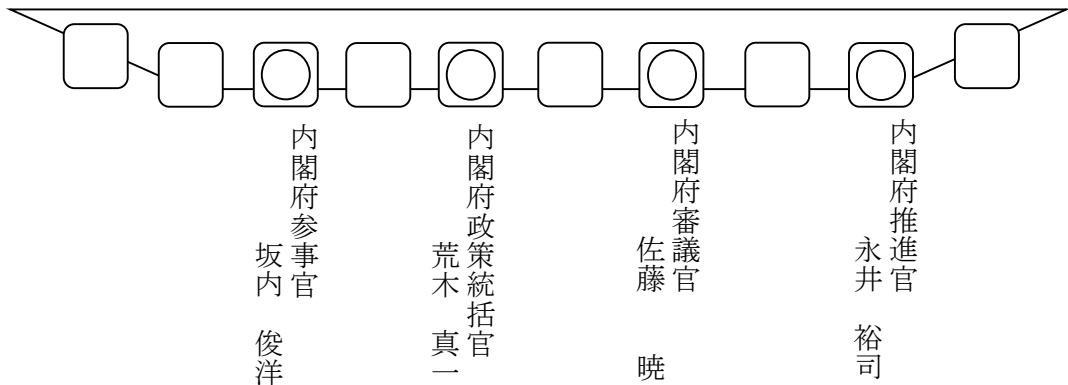 内閣府推進官
永井 裕司
内閣府審議官
佐藤 暁
内閣府政策統括官
荒木 真一
内閣府参事官
坂内 俊洋